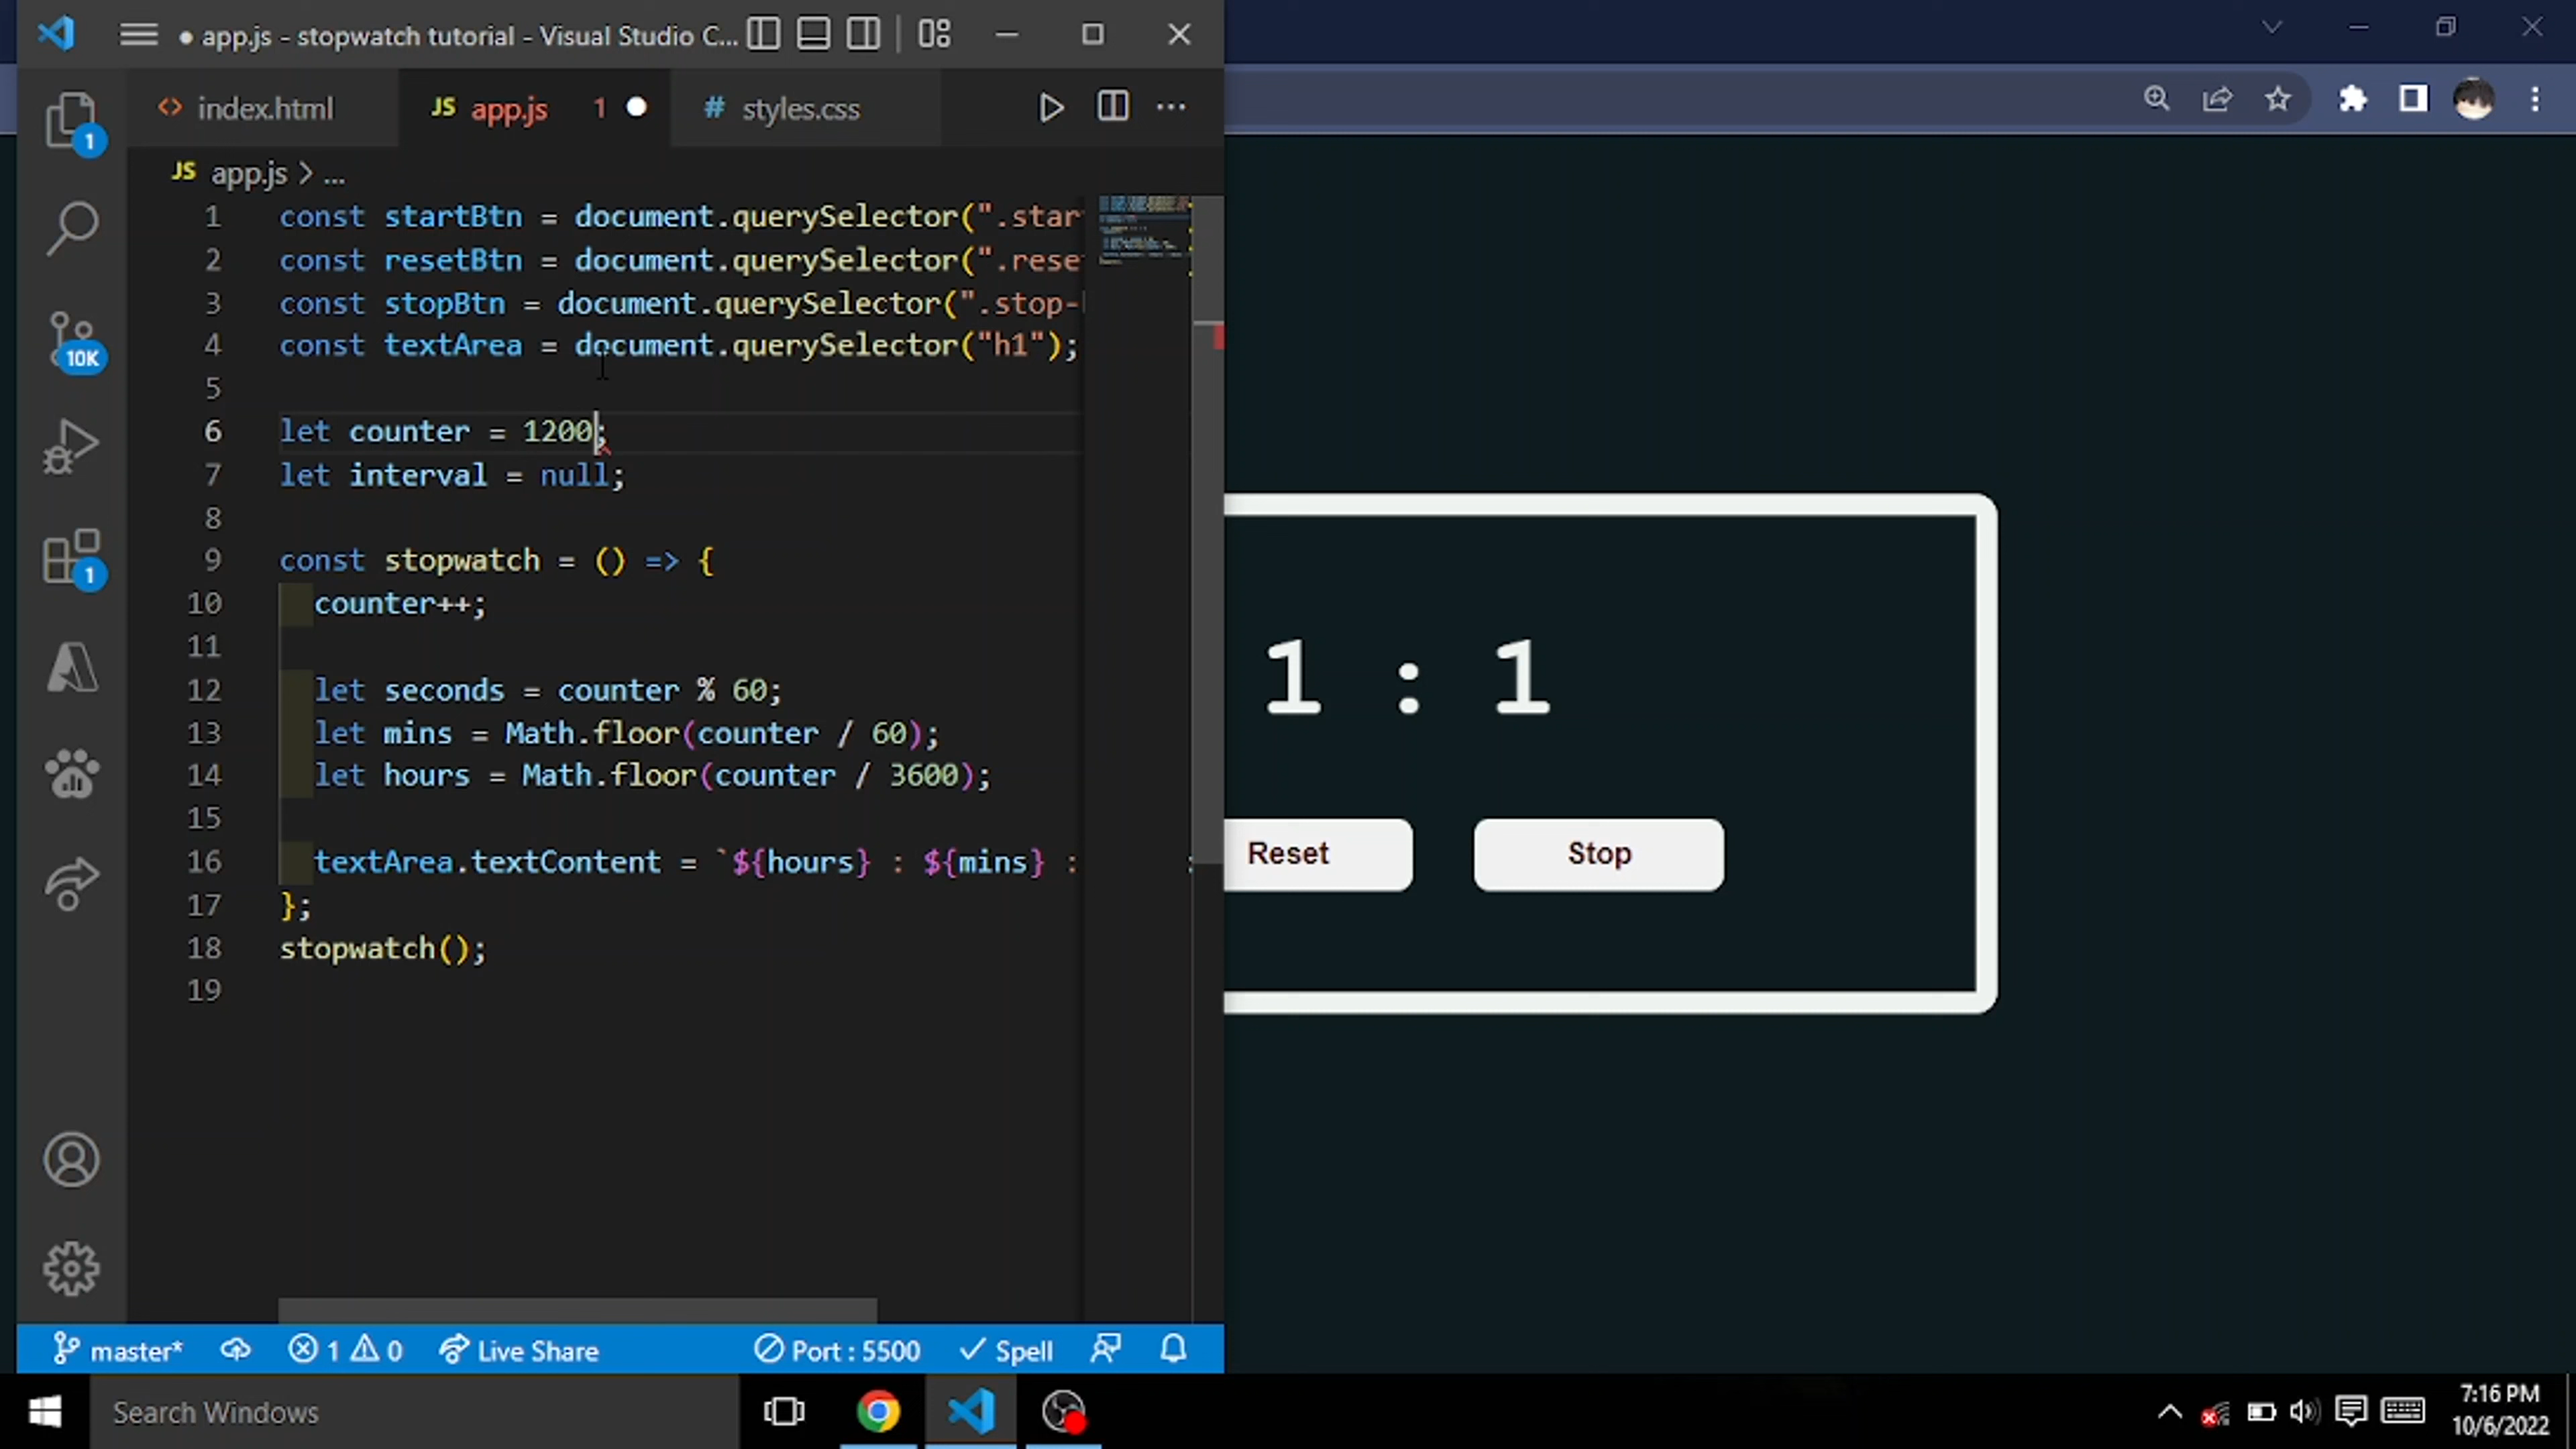 ● app.js - stopwatch tutorial - Visual Studio C...
<> index.html
JS app.js 1
# styles.css
JS app.js > ...
1 const startBtn = document.querySelector(".star
2 const resetBtn = document.querySelector(".rese
3 const stopBtn = document.querySelector(".stop-
4 const textArea = document.querySelector("h1");
5
6 let counter = 1200;
7 let interval = null;
8
9 const stopwatch = () => {
10 counter++;
11
12 let seconds = counter % 60;
13 let mins = Math.floor(counter / 60);
14 let hours = Math.floor(counter / 3600);
15
16 textArea.textContent = `${hours} : ${mins} :
17 };
18 stopwatch();
19
1
10K
1
1 : 1
Reset
Stop
master*
1 0
Live Share
Port : 5500
Spell
Search Windows
7:16 PM
10/6/2022